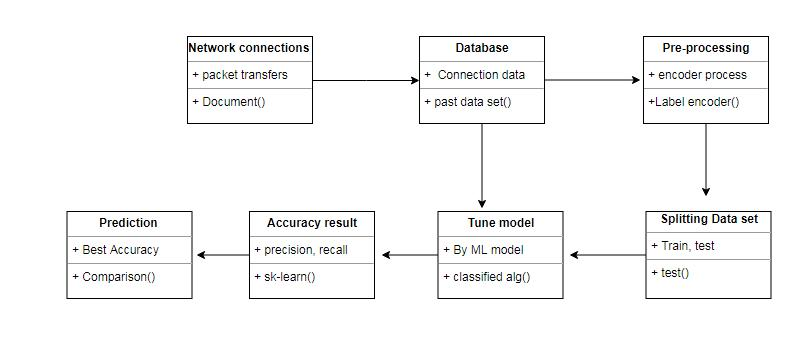 Network connections
+ packet transfers
+ Document()
Database
+  Connection data
+ past data set()
Pre-processing
+ encoder process
+Label encoder()
Prediction
+ Best Accuracy
+ Comparison()
Accuracy result
+ precision, recall
+ sk-learn()
Tune model
+ By ML model
+ classified alg()
Splitting Data set
+ Train, test
+ test()